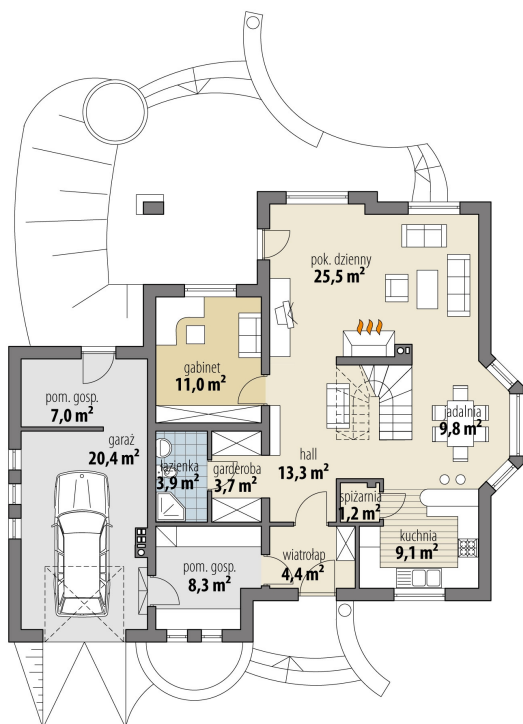 pok. dzienny
25,5 m²
gabinet
11,0 m²
pom. gosp.
7,0 m²
garaż
20,4 m²
jadalnia
9,8 m²
hall
13,3 m²
łazienka
3,9 m²
garderoba
3,7 m²
spiżarnia
1,2 m²
kuchnia
9,1 m²
wiatrołap
4,4 m²
pom. gosp.
8,3 m²